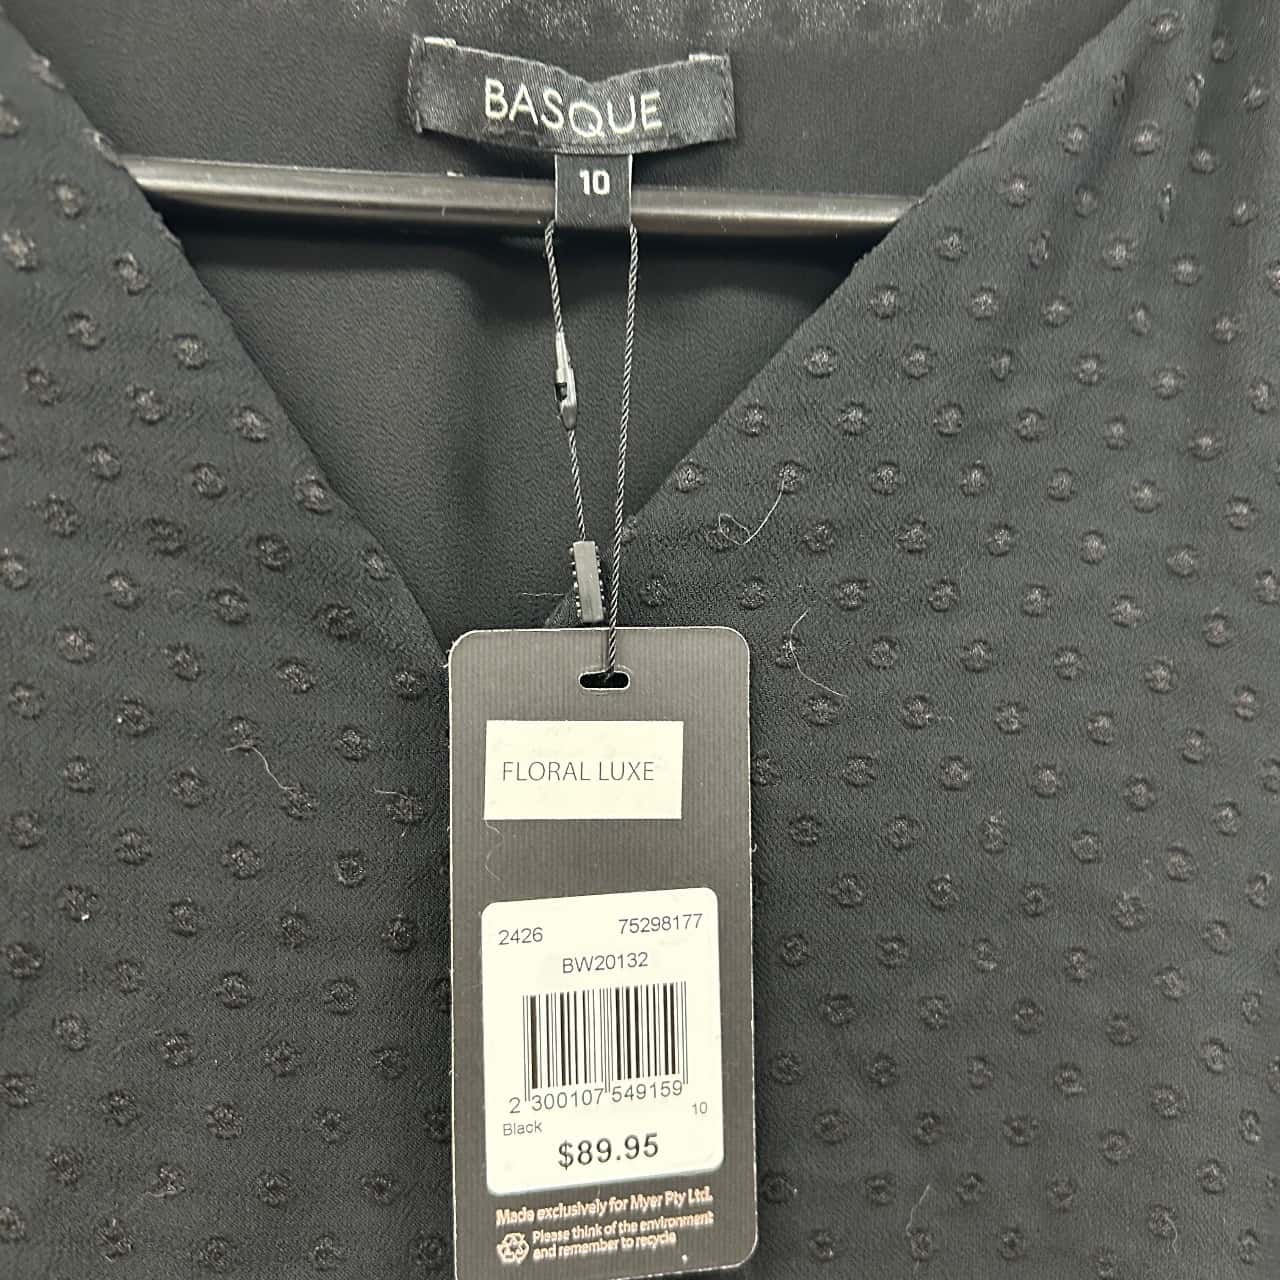 BASQUE
10
FLORAL LUXE
2426 75298177
BW20132
2 300107 549159
Black 10
$89.95
Made exclusively for Myer Pty Ltd.
Please think of the environment
and remember to recycle